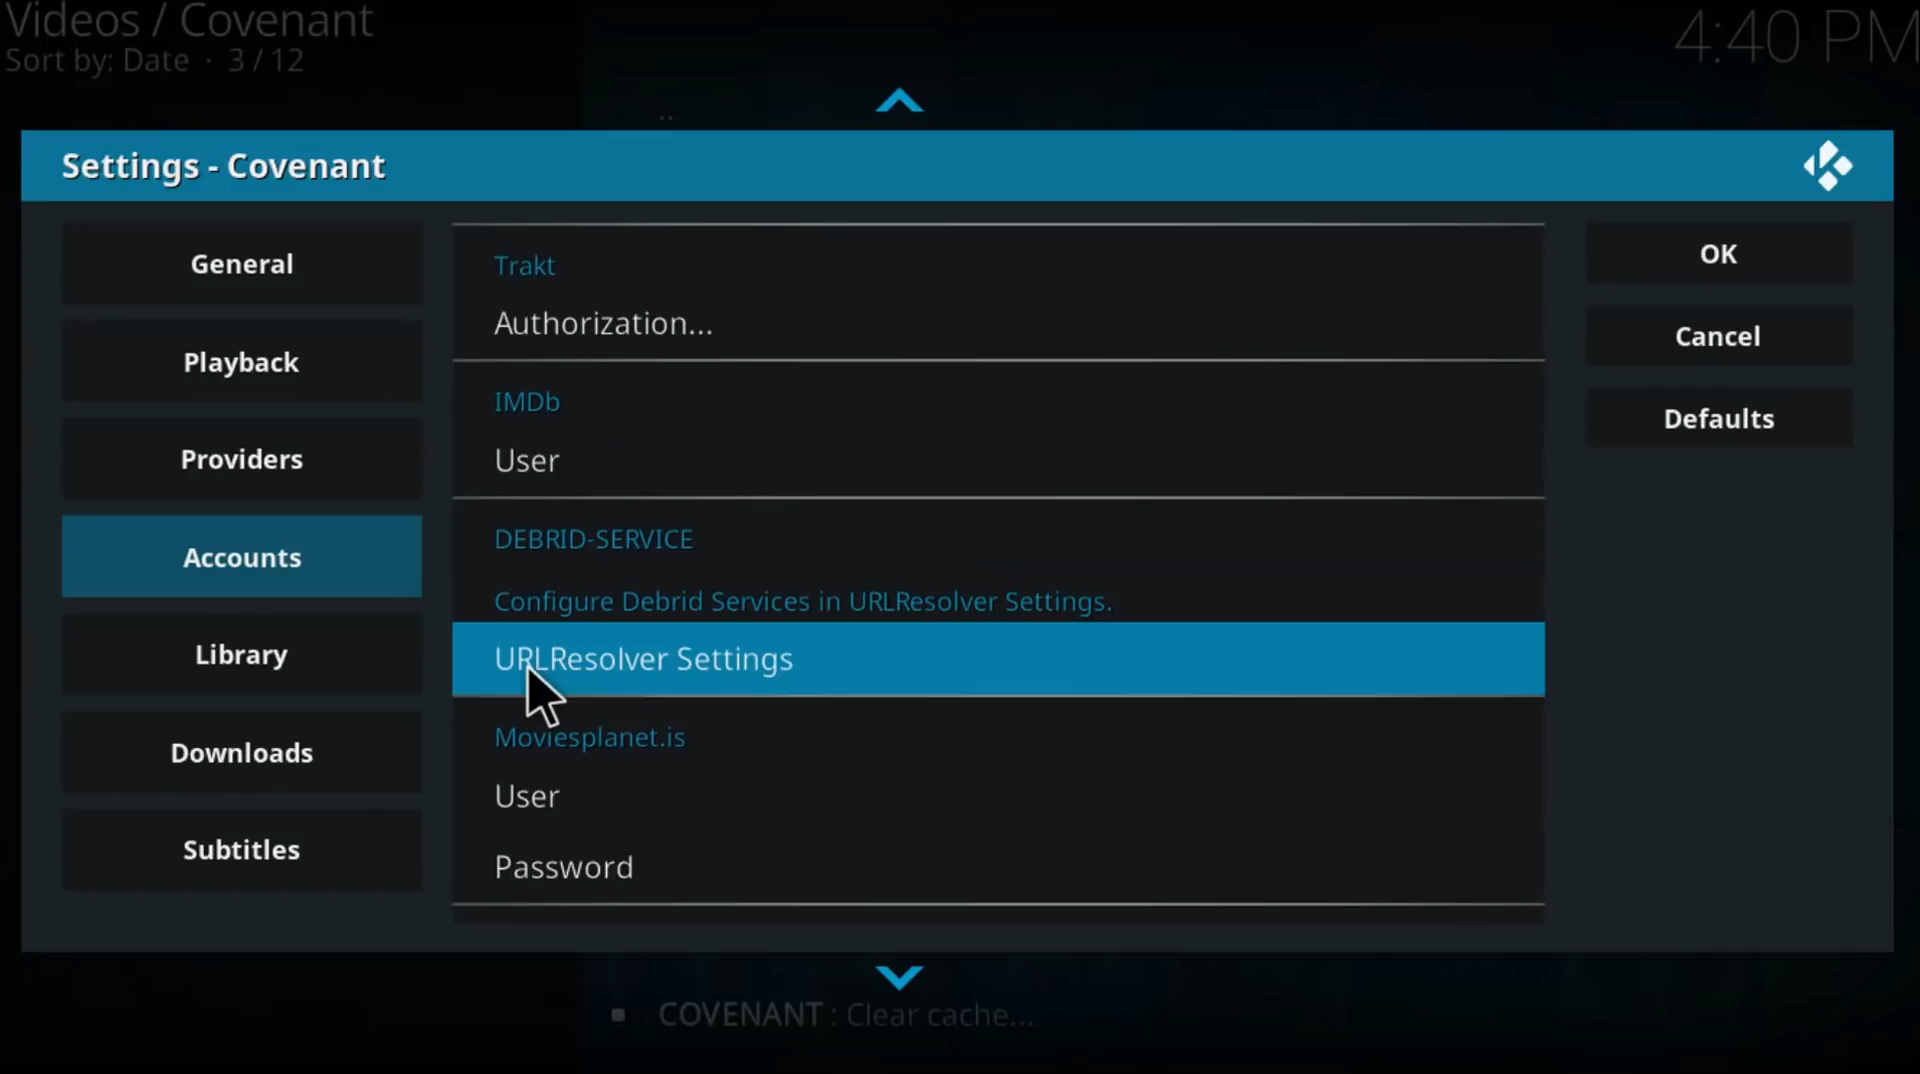 Videos / Covenant
Sort by: Date · 3 / 12
4:40 PM
..
Settings - Covenant
General
Playback
Providers
Accounts
Library
Downloads
Subtitles
Trakt
Authorization...
IMDb
User
DEBRID-SERVICE
Configure Debrid Services in URLResolver Settings.
URLResolver Settings
Moviesplanet.is
User
Password
OK
Cancel
Defaults
COVENANT : Clear cache...